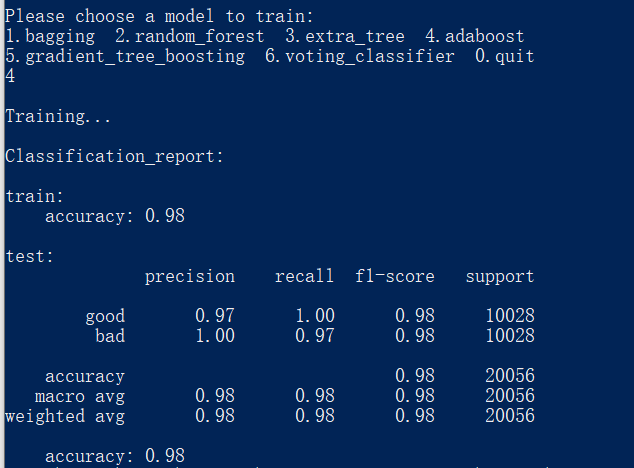 Please choose a model to train:
1.bagging 2.random_forest 3.extra_tree 4.adaboost
5.gradient_tree_boosting 6.voting_classifier 0.quit
4
Training...
Classification_report:
train:
accuracy: 0.98
test:
precision recall f1-score support
good 0.97 1.00 0.98 10028
bad 1.00 0.97 0.98 10028
accuracy 0.98 20056
macro avg 0.98 0.98 0.98 20056
weighted avg 0.98 0.98 0.98 20056
accuracy: 0.98